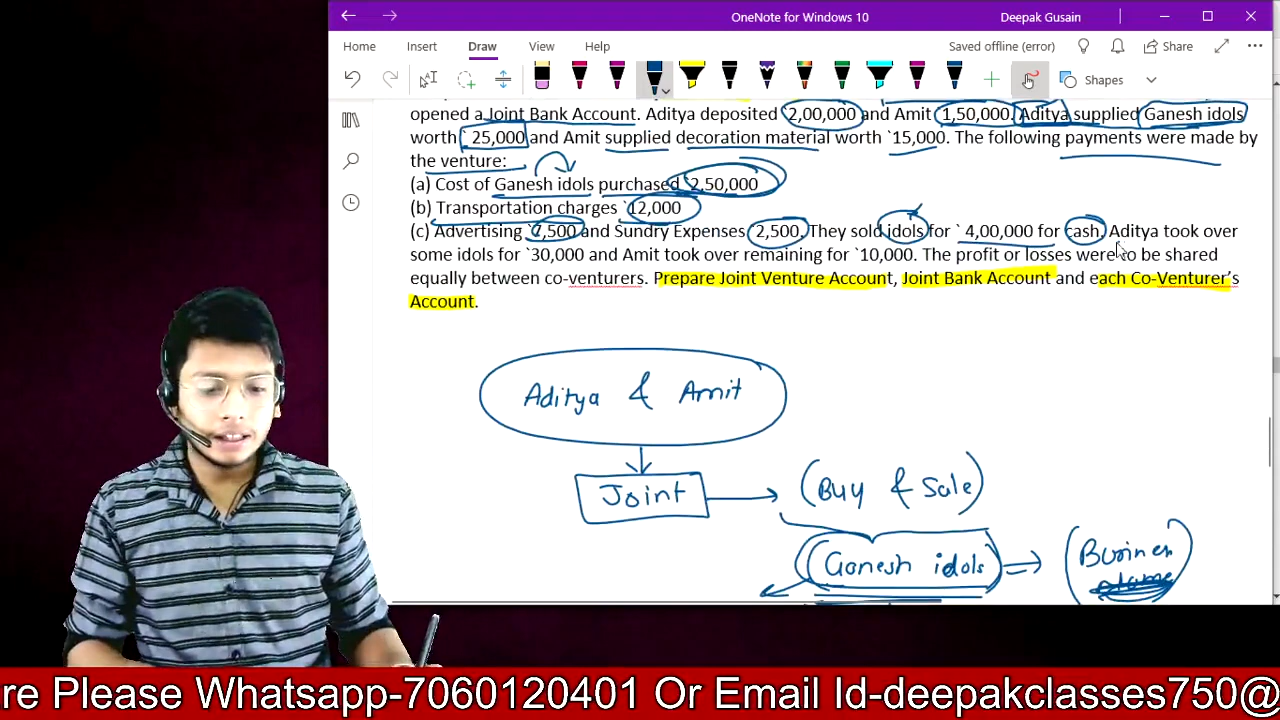 OneNote for Windows 10
Deepak Gusain
Home Insert Draw View Help
Saved offline (error)
Share
Shapes
opened a Joint Bank Account. Aditya deposited `2,00,000 and Amit `1,50,000. Aditya supplied Ganesh idols
worth `25,000 and Amit supplied decoration material worth `15,000. The following payments were made by
the venture:
(a) Cost of Ganesh idols purchased `2,50,000
(b) Transportation charges `12,000
(c) Advertising `7,500 and Sundry Expenses `2,500. They sold idols for ` 4,00,000 for cash. Aditya took over
some idols for `30,000 and Amit took over remaining for `10,000. The profit or losses were to be shared
equally between co-venturers. Prepare Joint Venture Account, Joint Bank Account and each Co-Venturer's
Account.
Aditya & Amit
Joint
(Buy & Sale)
(Ganesh idols)
re Please Whatsapp-7060120401 Or Email Id-deepakclasses750@